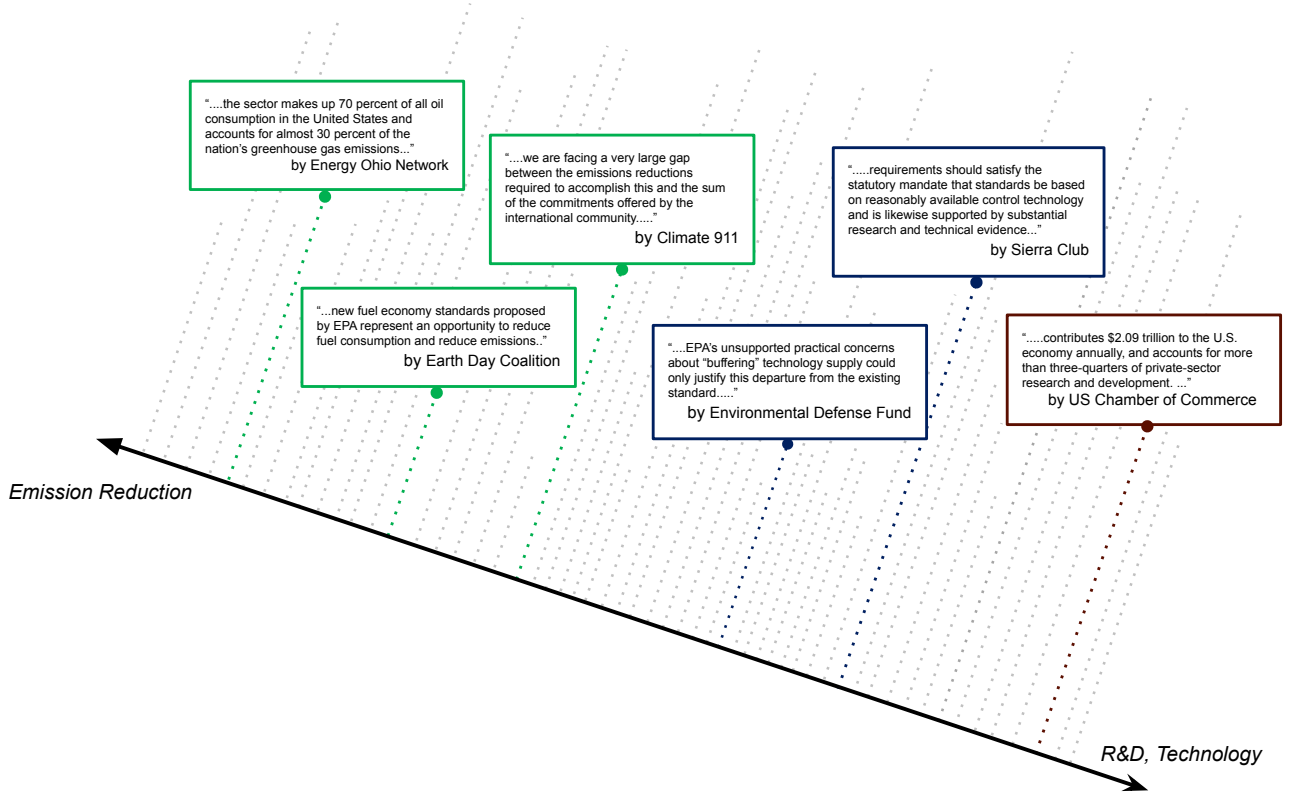 “....the sector makes up 70 percent of all oil
consumption in the United States and
accounts for almost 30 percent of the
nation’s greenhouse gas emissions...”
by Energy Ohio Network
“....we are facing a very large gap
between the emissions reductions
required to accomplish this and the sum
of the commitments offered by the
international community.....”
by Climate 911
“.....requirements should satisfy the
statutory mandate that standards be based
on reasonably available control technology
and is likewise supported by substantial
research and technical evidence...”
by Sierra Club
“...new fuel economy standards proposed
by EPA represent an opportunity to reduce
fuel consumption and reduce emissions..”
by Earth Day Coalition
“....EPA’s unsupported practical concerns
about “buffering” technology supply could
only justify this departure from the existing
standard.....”
by Environmental Defense Fund
“.....contributes $2.09 trillion to the U.S.
economy annually, and accounts for more
than three-quarters of private-sector
research and development. ...”
by US Chamber of Commerce
Emission Reduction
R&D, Technology